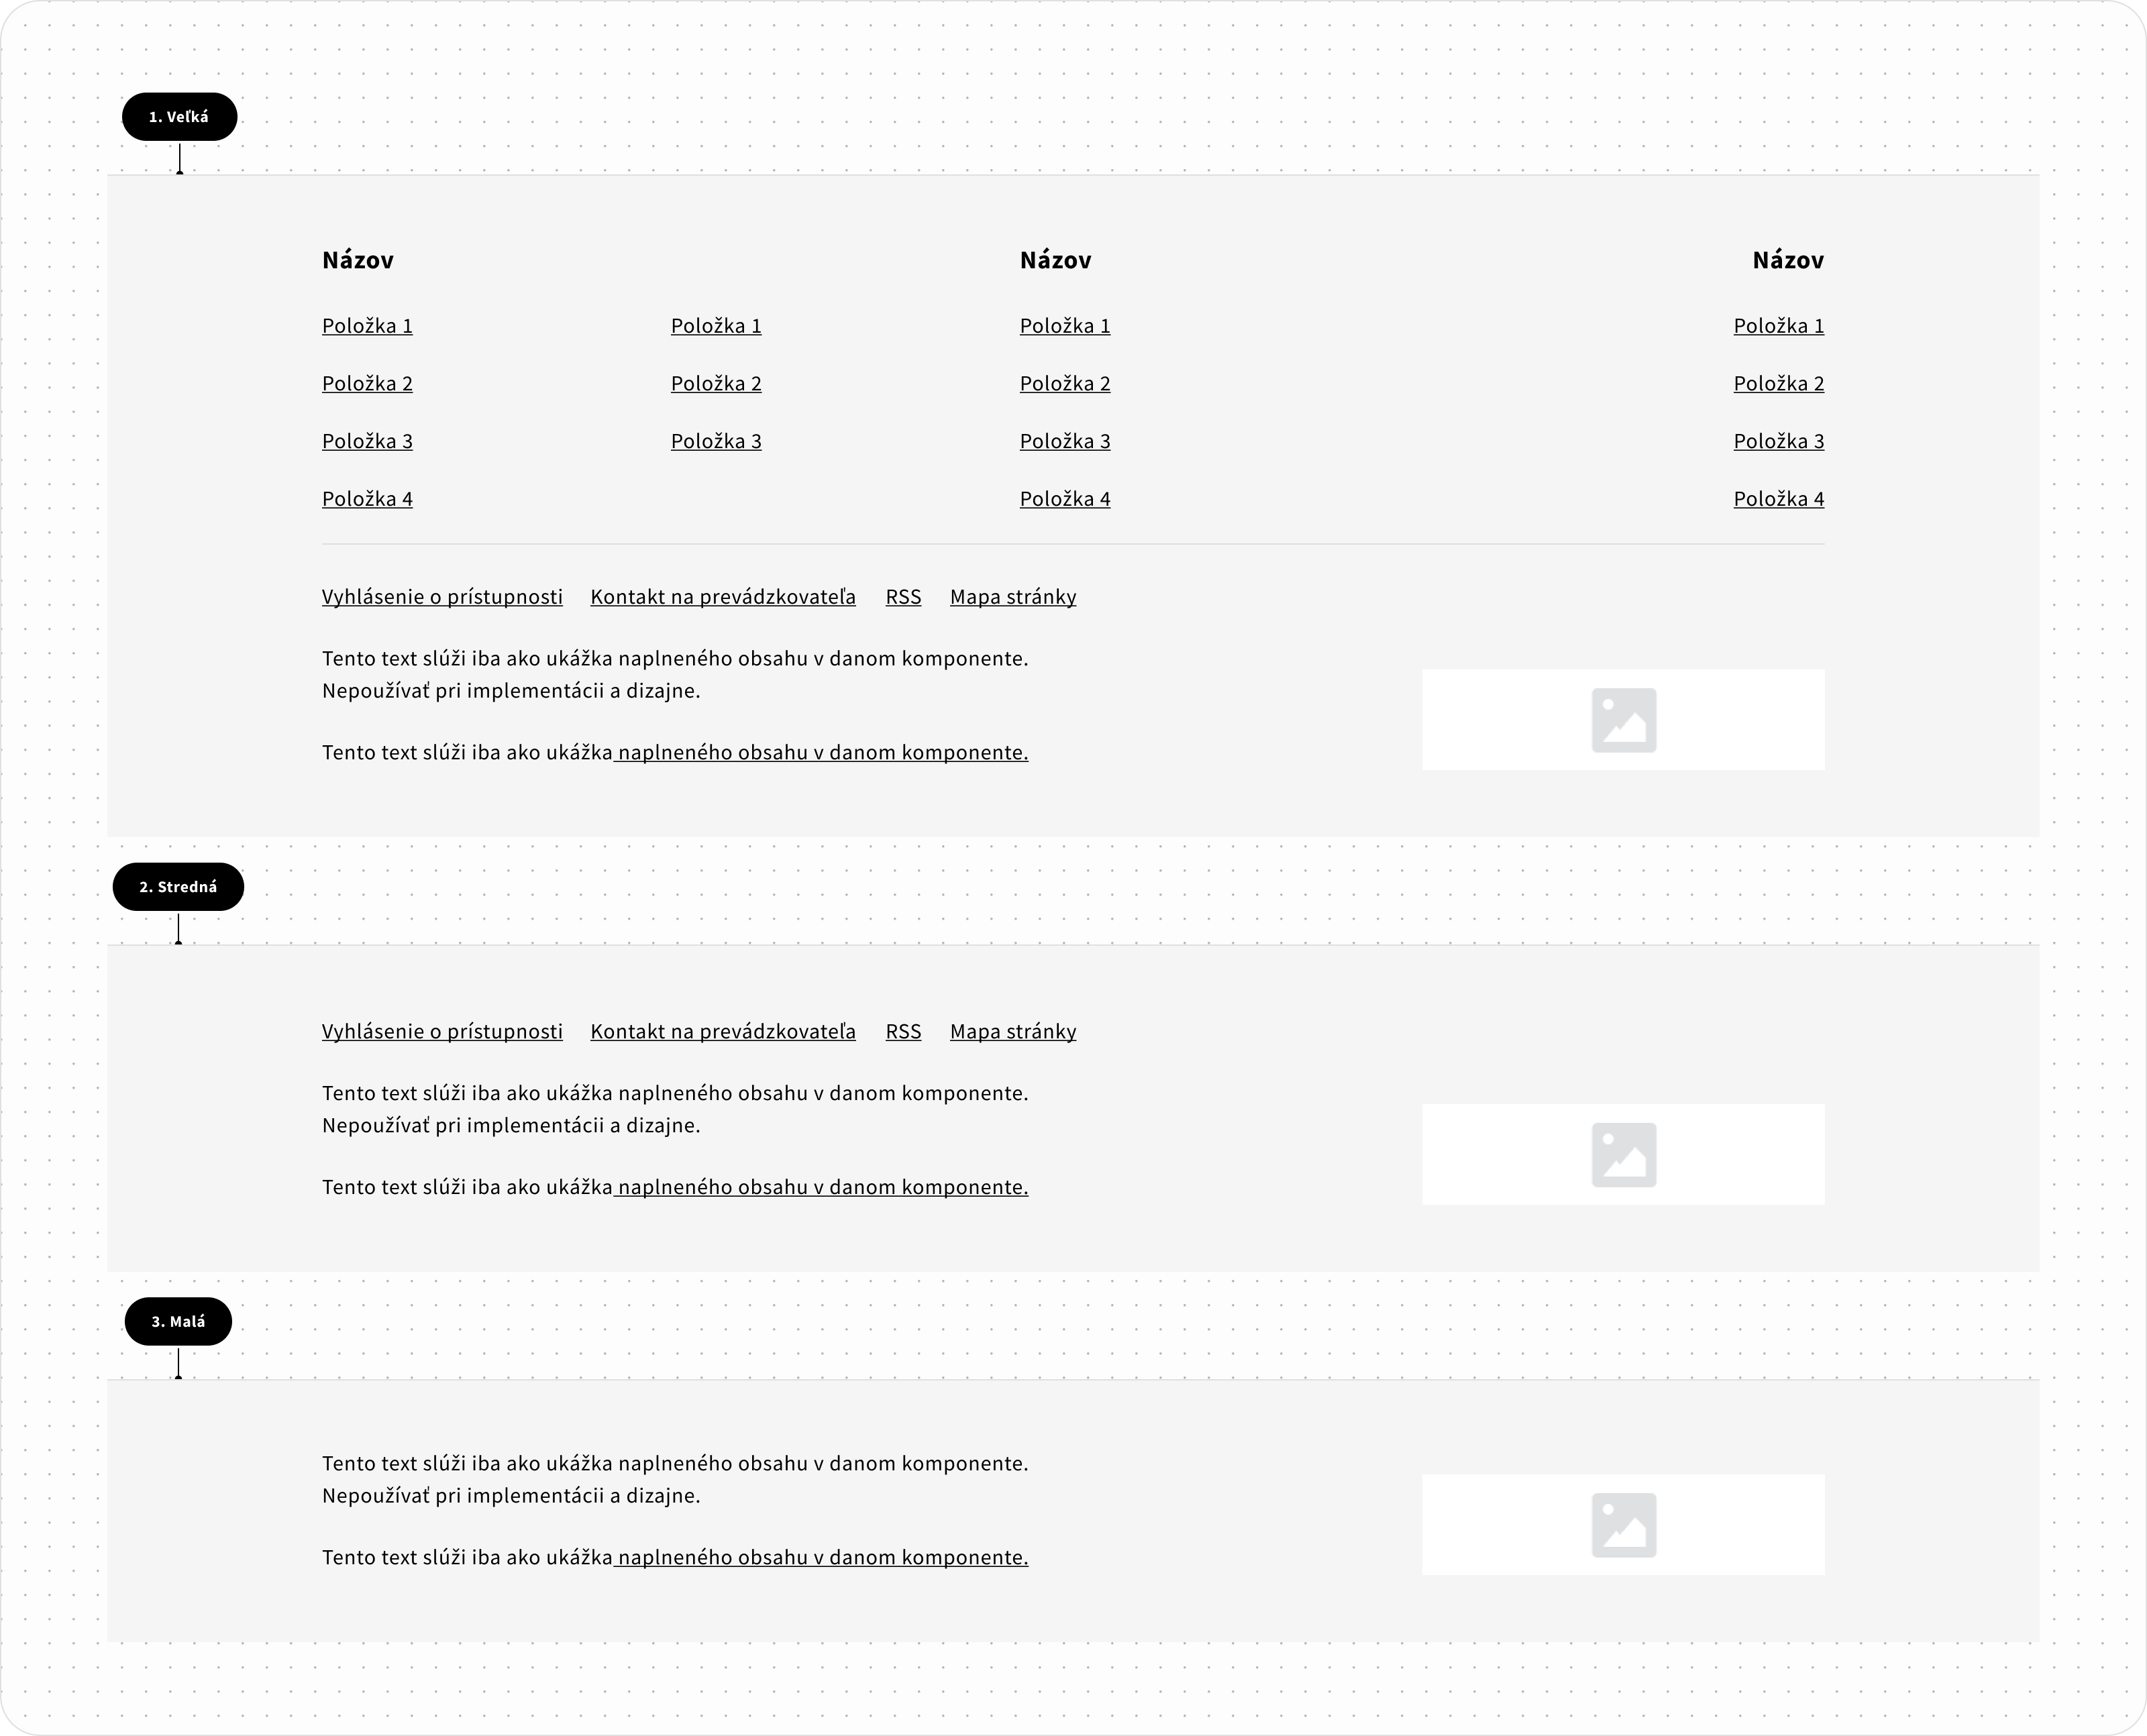 1. Veľká
Názov Názov Názov
Položka 1 Položka 1 Položka 1 Položka 1
Položka 2 Položka 2 Položka 2 Položka 2
Položka 3 Položka 3 Položka 3 Položka 3
Položka 4 Položka 4 Položka 4
Vyhlásenie o prístupnosti Kontakt na prevádzkovateľa RSS Mapa stránky
Tento text slúži iba ako ukážka naplneného obsahu v danom komponente.
Nepoužívať pri implementácii a dizajne.
Tento text slúži iba ako ukážka naplneného obsahu v danom komponente.
2. Stredná
Vyhlásenie o prístupnosti Kontakt na prevádzkovateľa RSS Mapa stránky
Tento text slúži iba ako ukážka naplneného obsahu v danom komponente.
Nepoužívať pri implementácii a dizajne.
Tento text slúži iba ako ukážka naplneného obsahu v danom komponente.
3. Malá
Tento text slúži iba ako ukážka naplneného obsahu v danom komponente.
Nepoužívať pri implementácii a dizajne.
Tento text slúži iba ako ukážka naplneného obsahu v danom komponente.